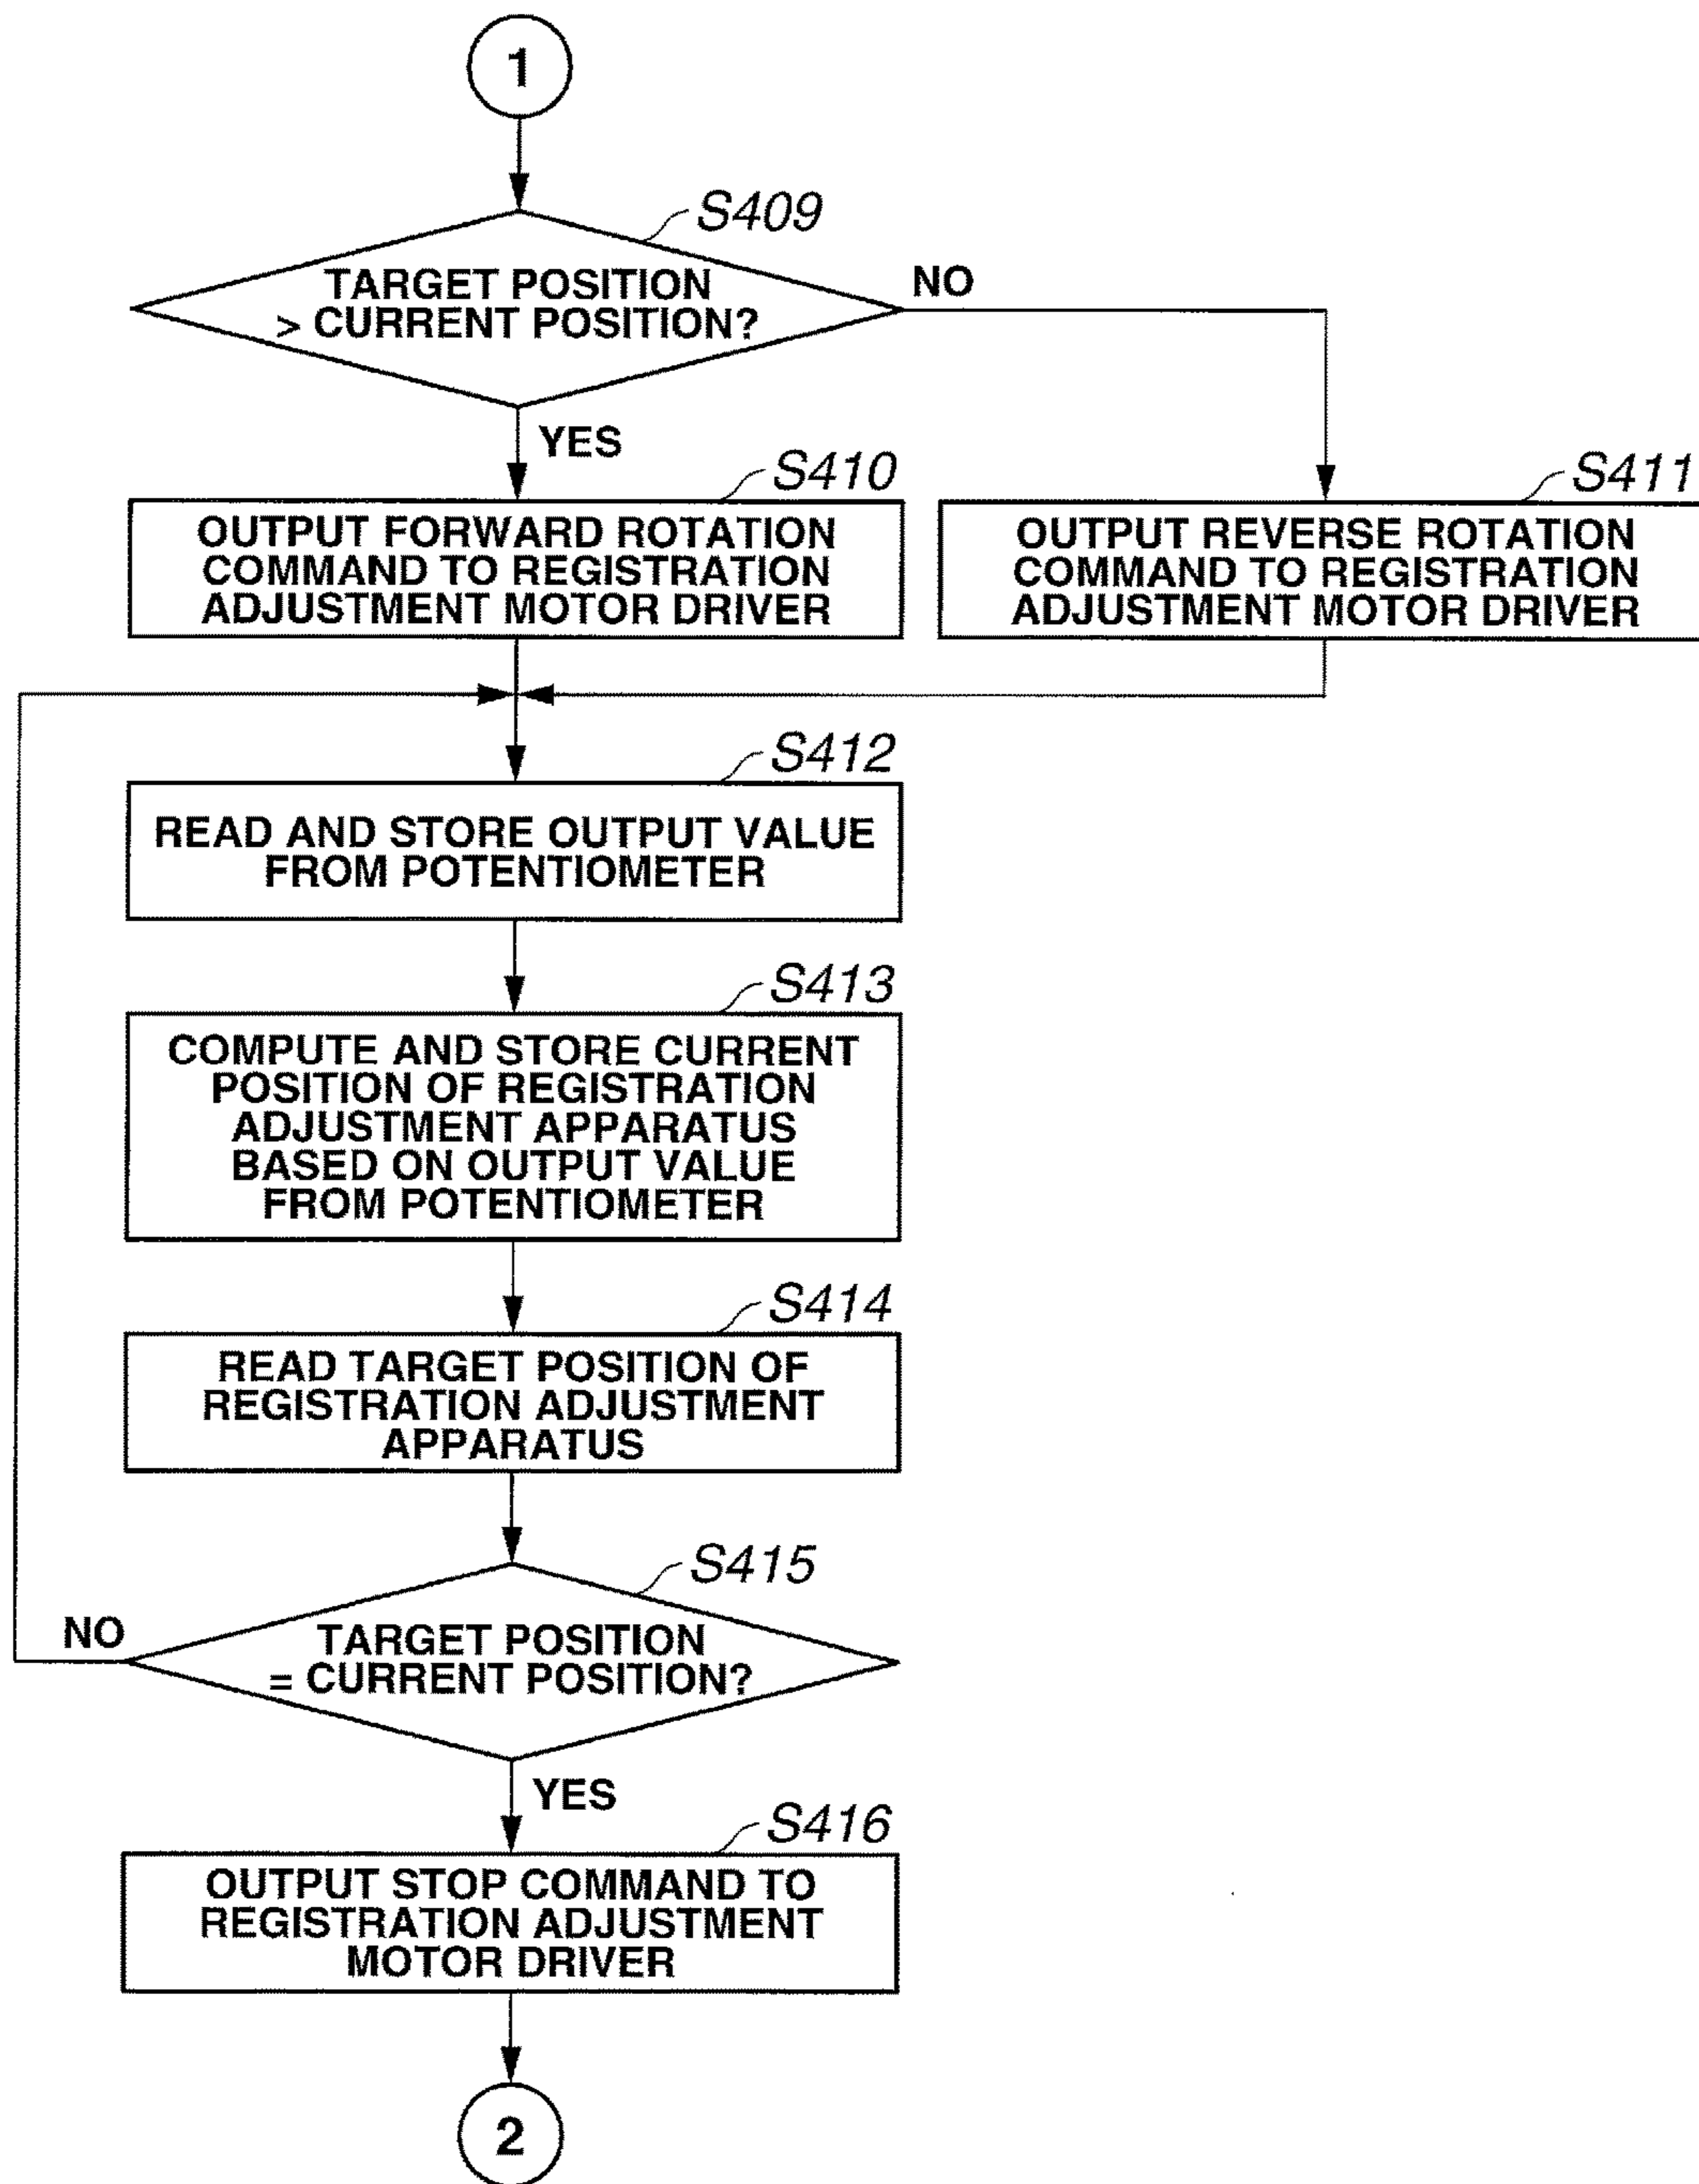 1
S409
TARGET POSITION
> CURRENT POSITION?
NO
YES
S410
OUTPUT FORWARD ROTATION
COMMAND TO REGISTRATION
ADJUSTMENT MOTOR DRIVER
S411
OUTPUT REVERSE ROTATION
COMMAND TO REGISTRATION
ADJUSTMENT MOTOR DRIVER
S412
READ AND STORE OUTPUT VALUE
FROM POTENTIOMETER
S413
COMPUTE AND STORE CURRENT
POSITION OF REGISTRATION
ADJUSTMENT APPARATUS
BASED ON OUTPUT VALUE
FROM POTENTIOMETER
S414
READ TARGET POSITION OF
REGISTRATION ADJUSTMENT
APPARATUS
S415
NO
TARGET POSITION
= CURRENT POSITION?
YES
S416
OUTPUT STOP COMMAND TO
REGISTRATION ADJUSTMENT
MOTOR DRIVER
2